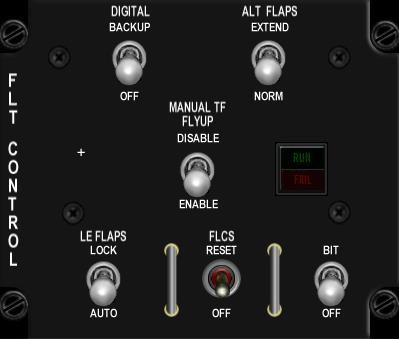 FLT CONTROL
DIGITAL
BACKUP
OFF
ALT FLAPS
EXTEND
NORM
MANUAL TF
FLYUP
DISABLE
ENABLE
RUN
FAIL
LE FLAPS
LOCK
AUTO
FLCS
RESET
OFF
BIT
OFF